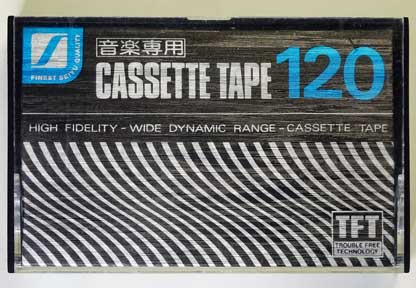 音楽専用
CASSETTE TAPE 120
FINEST SEIYU QUALITY
HIGH FIDELITY - WIDE DYNAMIC RANGE - CASSETTE TAPE
TFT
TROUBLE FREE
TECHNOLOGY